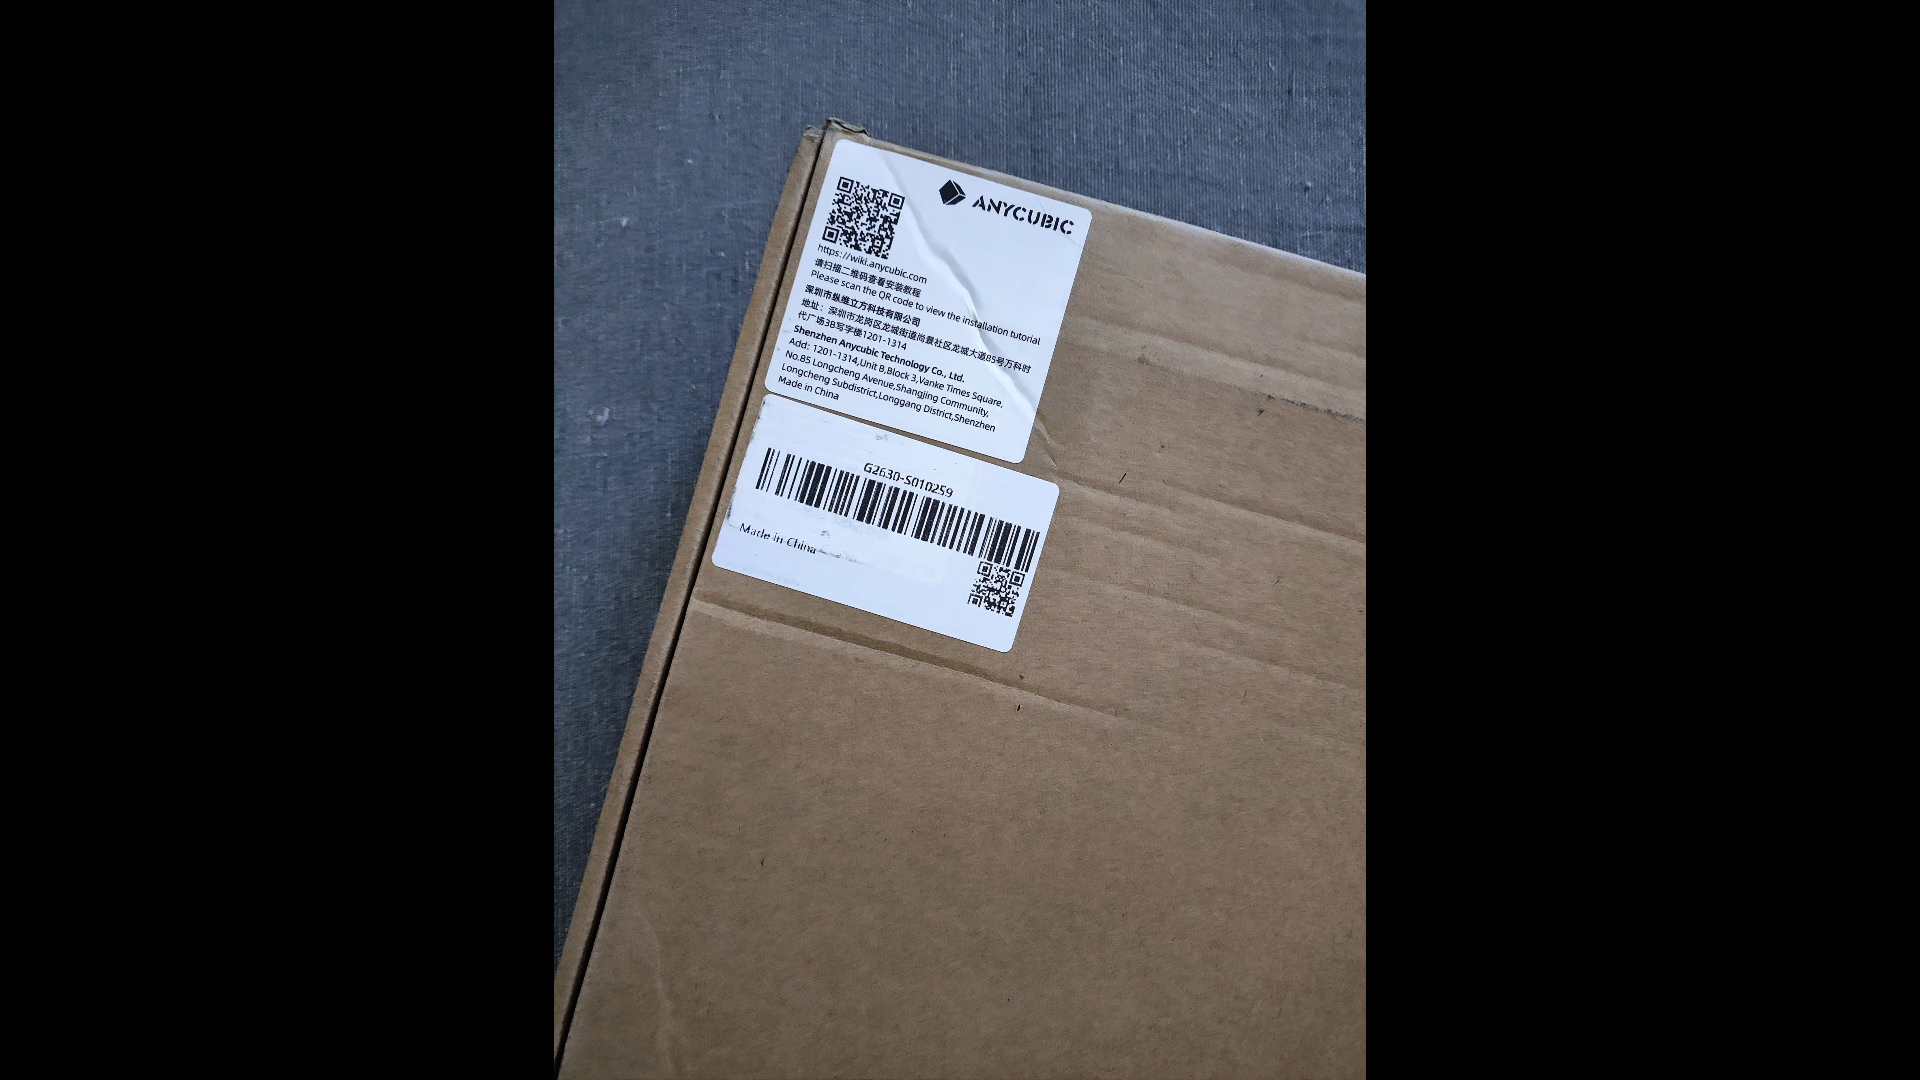 ANYCUBIC
https://wiki.anycubic.com
请扫描二维码查看安装教程
Please scan the QR code to view the installation tutorial
深圳市纵维立方科技有限公司
地址：深圳市龙岗区龙城街道尚景社区龙城大道85号万科时
代广场3B写字楼1201-1314
Shenzhen Anycubic Technology Co., Ltd.
Add: 1201-1314,Unit B,Block 3,Vanke Times Square,
No.85 Longcheng Avenue,Shangjing Community,
Longcheng Subdistrict,Longgang District,Shenzhen
Made in China
G2630-S010259
Made in China